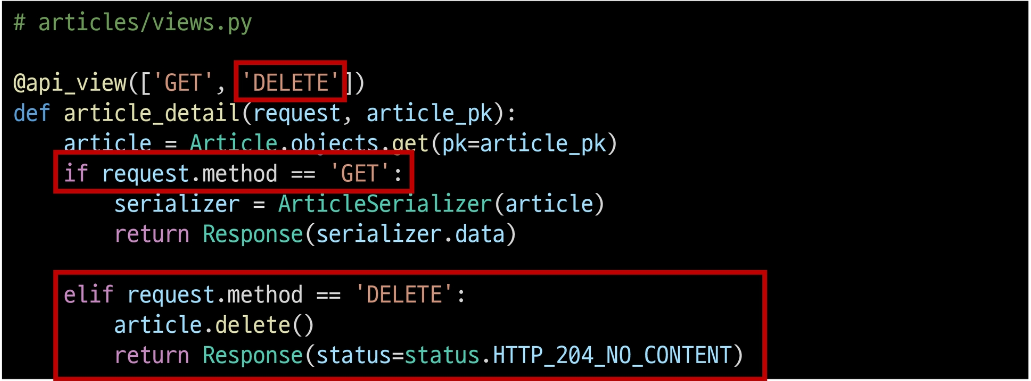 # articles/views.py
@api_view(['GET', 'DELETE'])
def article_detail(request, article_pk):
article = Article.objects.get(pk=article_pk)
if request.method == 'GET':
serializer = ArticleSerializer(article)
return Response(serializer.data)
elif request.method == 'DELETE':
article.delete()
return Response(status=status.HTTP_204_NO_CONTENT)